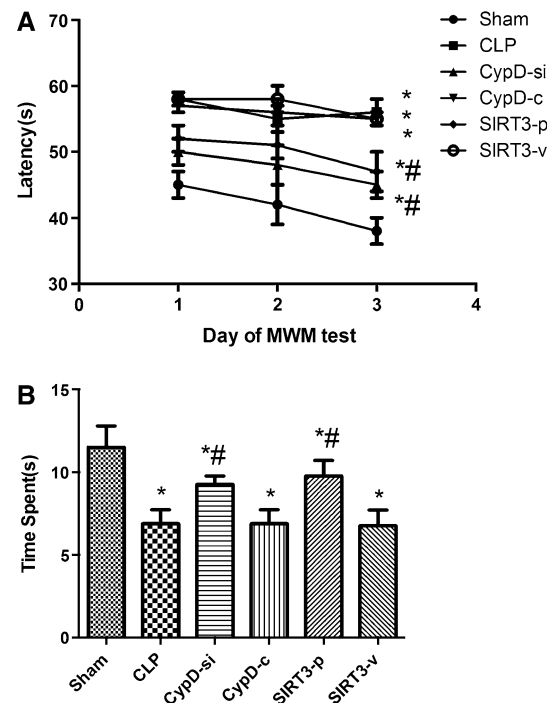 A
70
60
50
40
30
Latency(s)
0
1
2
3
4
Day of MWM test
Sham
CLP
CypD-si
CypD-c
SIRT3-p
SIRT3-v
*
*
*
*#
*#
B
15
10
5
0
Time Spent(s)
*
*#
*
*#
*
Sham
CLP
CypD-si
CypD-c
SIRT3-p
SIRT3-v